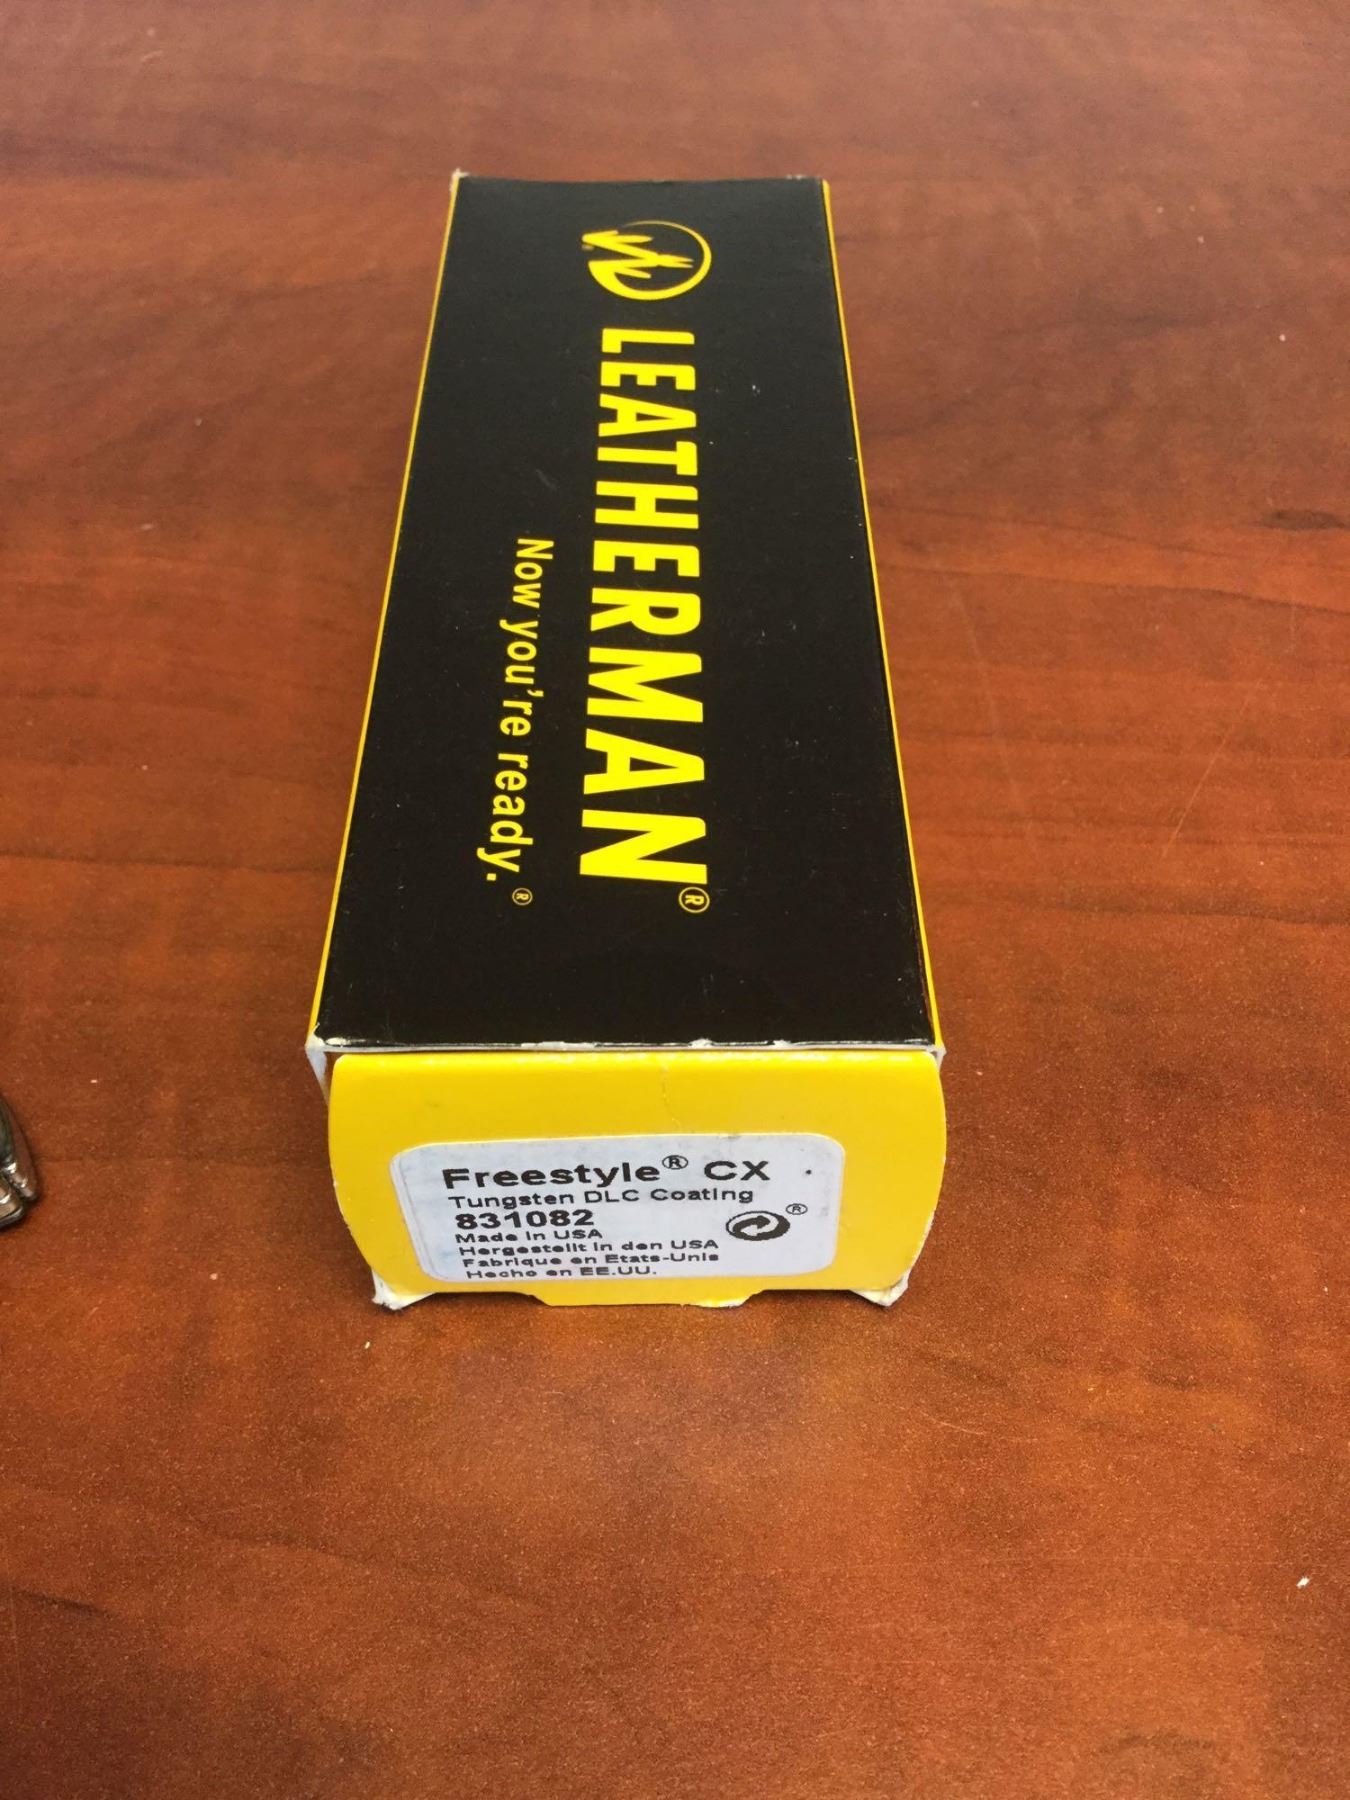 LEATHERMAN®
Now you're ready.®
Freestyle® CX
Tungsten DLC Coating
831082
Made in USA
Hergestellt in den USA
Fabrique en Etats-Unis
Hecho en EE.UU.
®